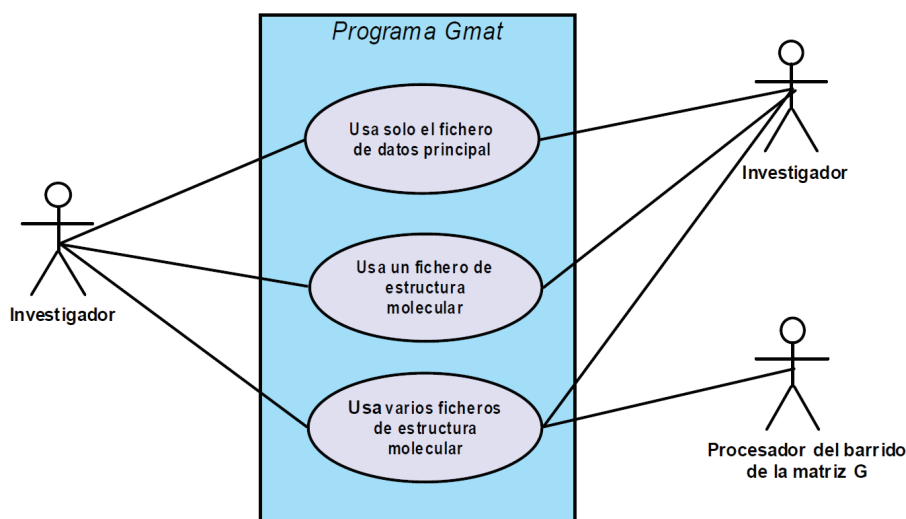 Programa Gmat
Usa solo el fichero
de datos principal
Investigador
Usa un fichero de
estructura
molecular
Investigador
Usa varios ficheros
de estructura
molecular
Procesador del barrido
de la matriz G